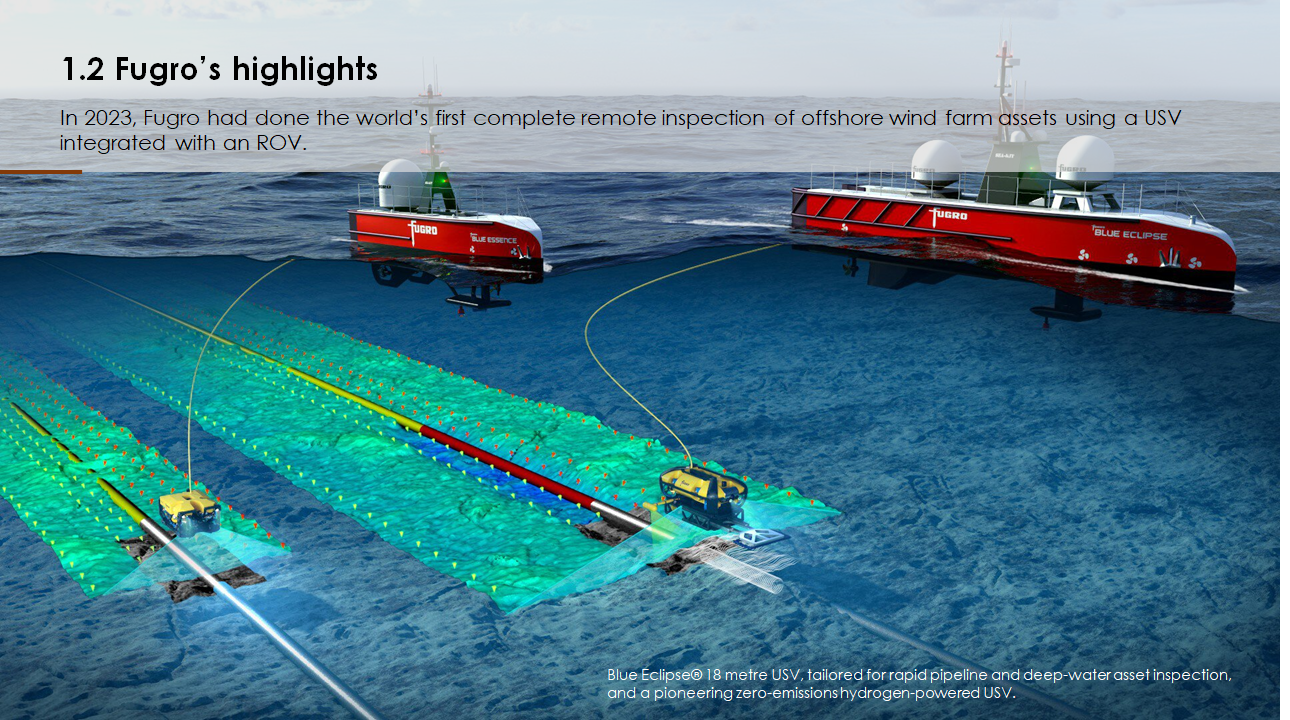 1.2 Fugro’s highlights
In 2023, Fugro had done the world’s first complete remote inspection of offshore wind farm assets using a USV
integrated with an ROV.
FUGRO
BLUE ESSENCE
SEA-KIT
FUGRO
BLUE ECLIPSE
Blue Eclipse® 18 metre USV, tailored for rapid pipeline and deep-water asset inspection,
and a pioneering zero-emissions hydrogen-powered USV.